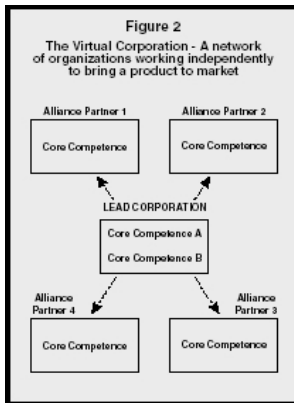 Figure 2
The Virtual Corporation - A network
of organizations working independently
to bring a product to market
Alliance Partner 1
Alliance Partner 2
Core Competence
Core Competence
LEAD CORPORATION
Core Competence A
Core Competence B
Alliance
Partner 4
Alliance
Partner 3
Core Competence
Core Competence